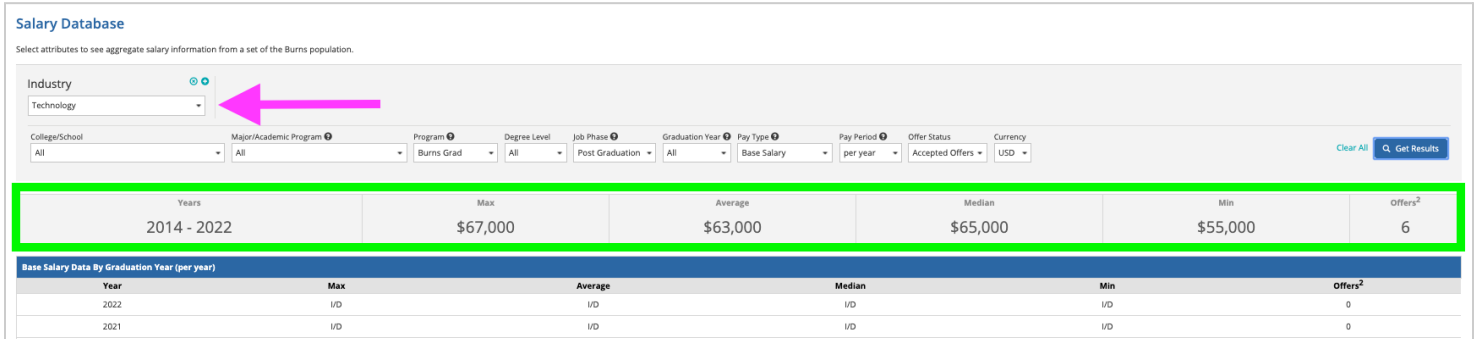 Salary Database
Select attributes to see aggregate salary information from a set of the Burns population.
Industry
Technology
College/School Major/Academic Program Program Degree Level Job Phase Graduation Year Pay Type Pay Period Offer Status Currency
All All Burns Grad All Post Graduation All Base Salary per year Accepted Offers USD Clear All Get Results
Years Max Average Median Min Offers2
2014 - 2022 $67,000 $63,000 $65,000 $55,000 6
Base Salary Data By Graduation Year (per year)
Year Max Average Median Min Offers2
2022 I/D I/D I/D I/D 0
2021 I/D I/D I/D I/D 0